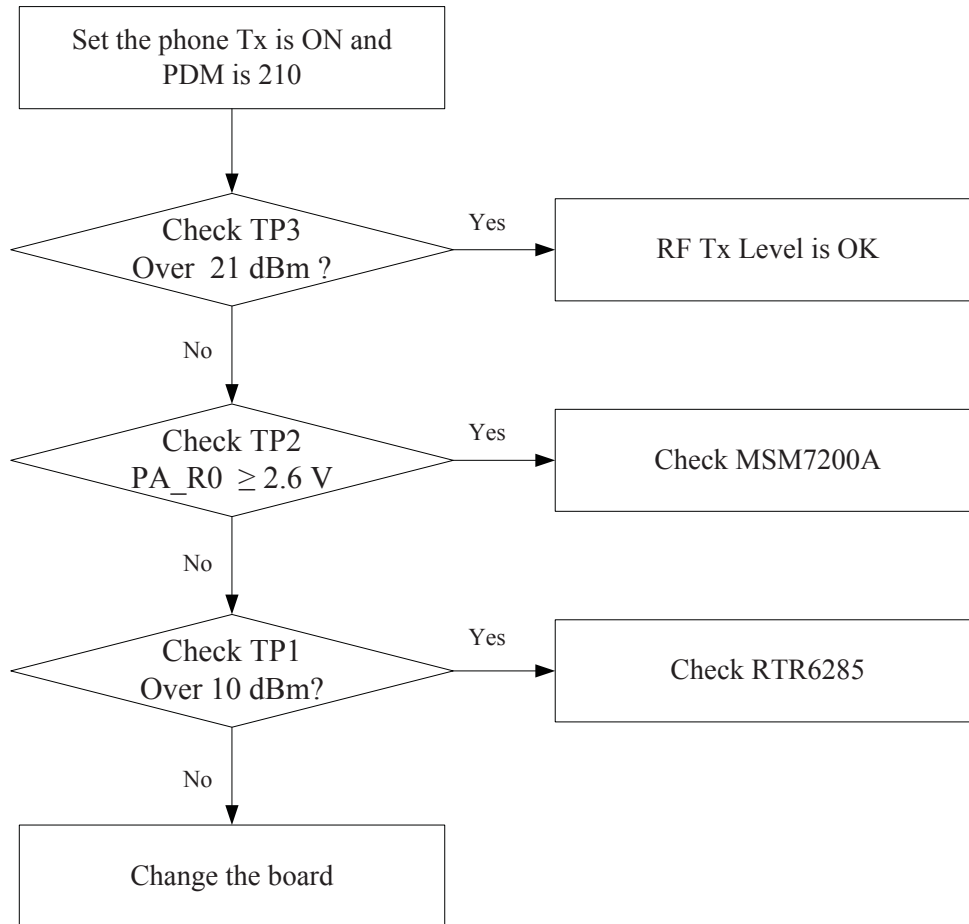 Set the phone Tx is ON and
PDM is 210
Check TP3
Over 21 dBm ?
Yes
RF Tx Level is OK
No
Check TP2
PA_R0 ≥ 2.6 V
Yes
Check MSM7200A
No
Check TP1
Over 10 dBm?
Yes
Check RTR6285
No
Change the board